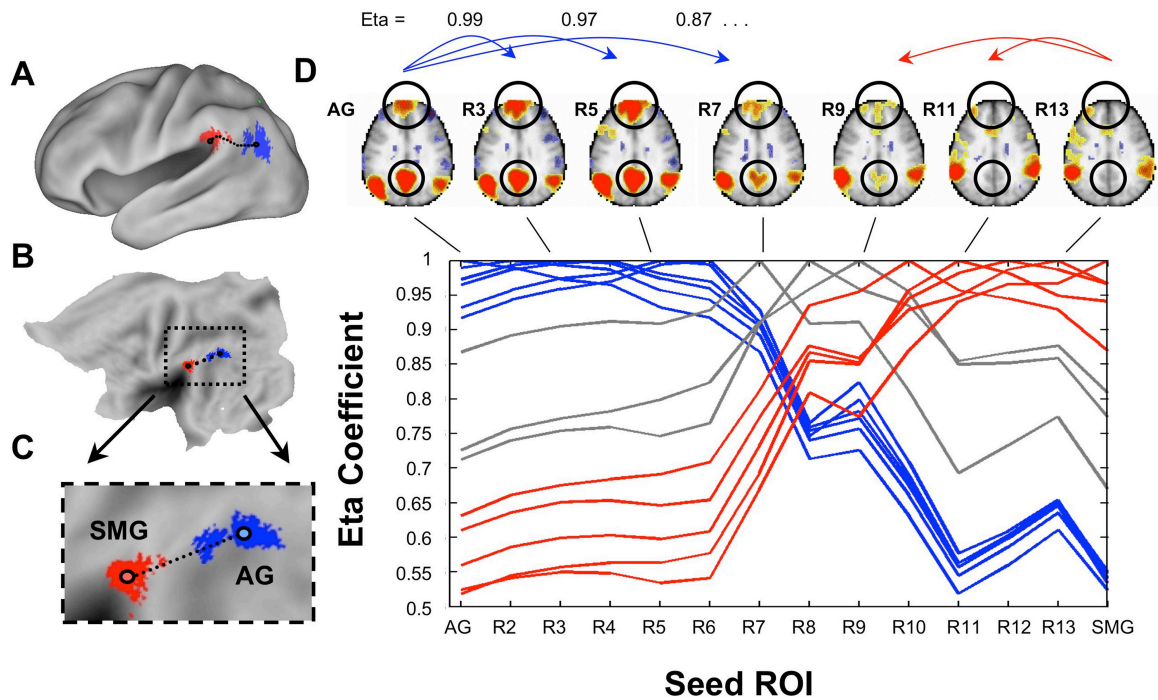 Eta = 0.99 0.97 0.87 . . .
A
D
AG R3 R5 R7 R9 R11 R13
B
C
SMG
AG
Eta Coefficient
1
0.95
0.9
0.85
0.8
0.75
0.7
0.65
0.6
0.55
0.5
AG R2 R3 R4 R5 R6 R7 R8 R9 R10 R11 R12 R13 SMG
Seed ROI